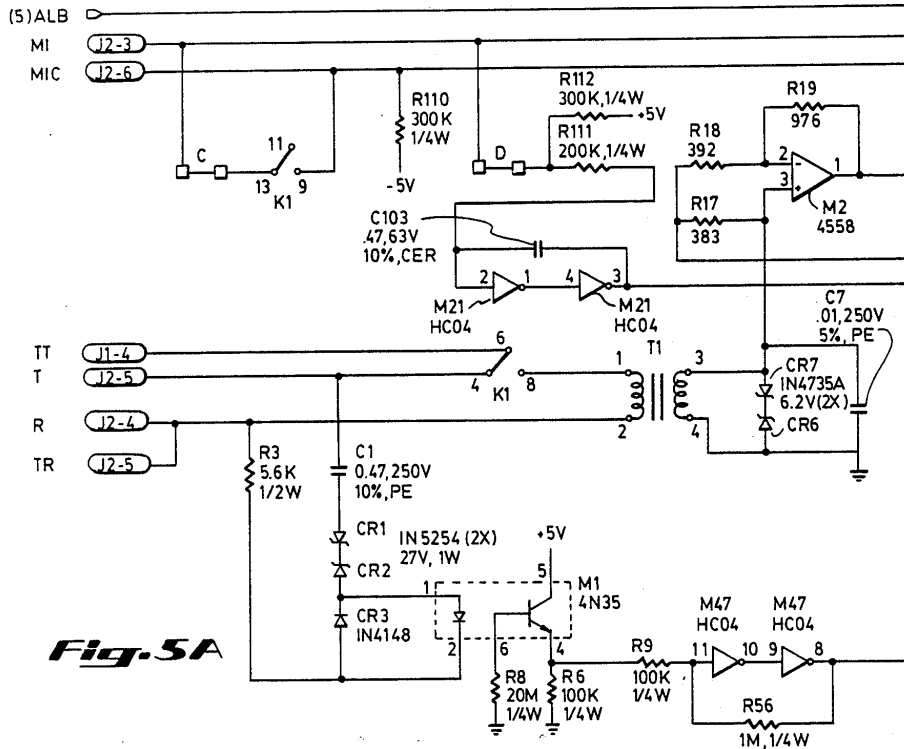 (5)ALB
MI J2-3
MIC J2-6
R110
300K
1/4W
-5V
C
11
13 9
K1
D
R112
300K,1/4W
+5V
R111
200K,1/4W
R19
976
R18
392
2 -
3 +
1
R17
383
M2
4558
C103
.47,63V
10%,CER
2 1
4 3
M21
HC04
M21
HC04
C7
.01,250V
5%,PE
TT J1-4
T J2-5
6
4 8
K1
T1
1 3
2 4
CR7
IN4735A
6.2V(2X)
CR6
R J2-4
TR J2-5
R3
5.6K
1/2W
C1
0.47,250V
10%,PE
CR1
IN5254 (2X)
27V, 1W
CR2
CR3
IN4148
+5V
1 5
M1
4N35
2 6 4
R8
20M
1/4W
R6
100K
1/4W
R9
100K
1/4W
M47
HC04
M47
HC04
11 10 9 8
R56
1M,1/4W
Fig.5A